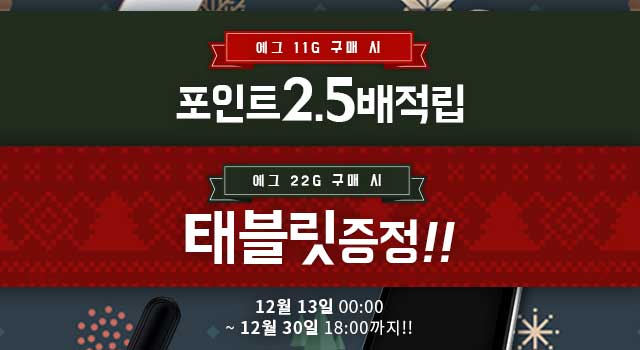 에그 11G 구매 시
포인트2.5배적립
에그 22G 구매 시
태블릿증정!!
12월 13일 00:00
~ 12월 30일 18:00까지!!